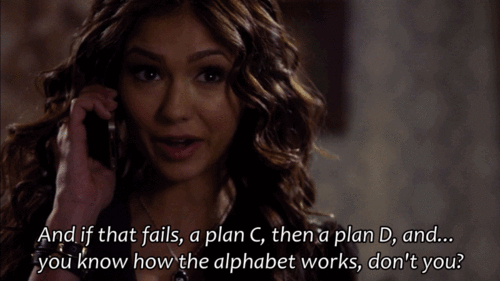 And if that fails, a plan C, then a plan D, and...
you know how the alphabet works, don't you?